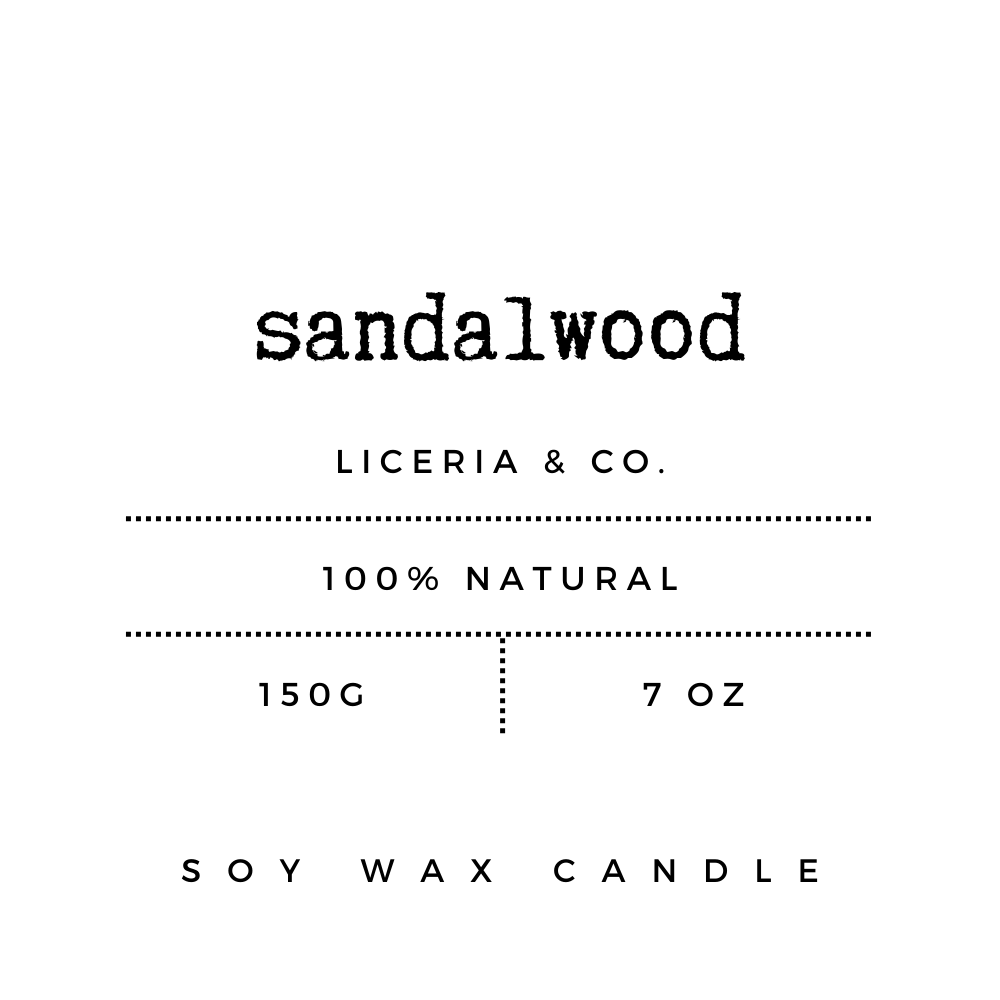 sandalwood
LICERIA & CO.
100% NATURAL
150G 7 OZ
SOY WAX CANDLE